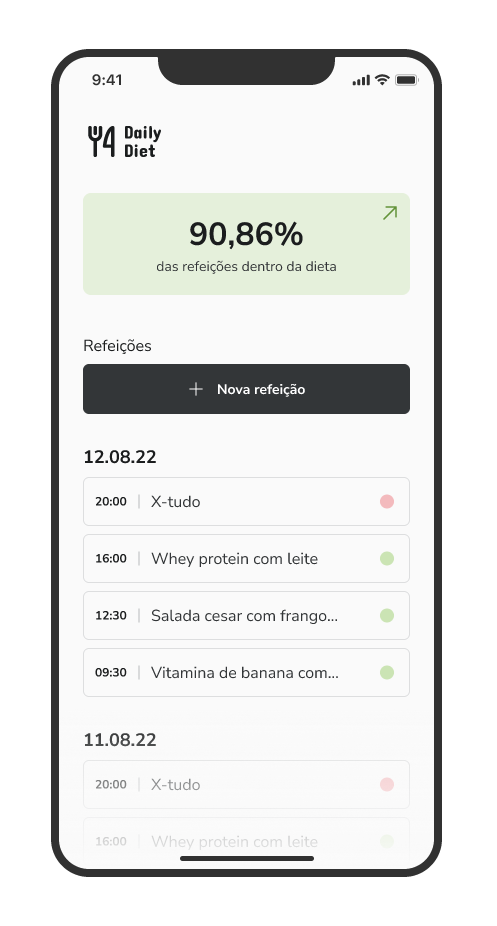 9:41
Daily
Diet
90,86%
das refeições dentro da dieta
Refeições
Nova refeição
12.08.22
20:00 X-tudo
16:00 Whey protein com leite
12:30 Salada cesar com frango...
09:30 Vitamina de banana com...
11.08.22
20:00 X-tudo
16:00 Whey protein com leite